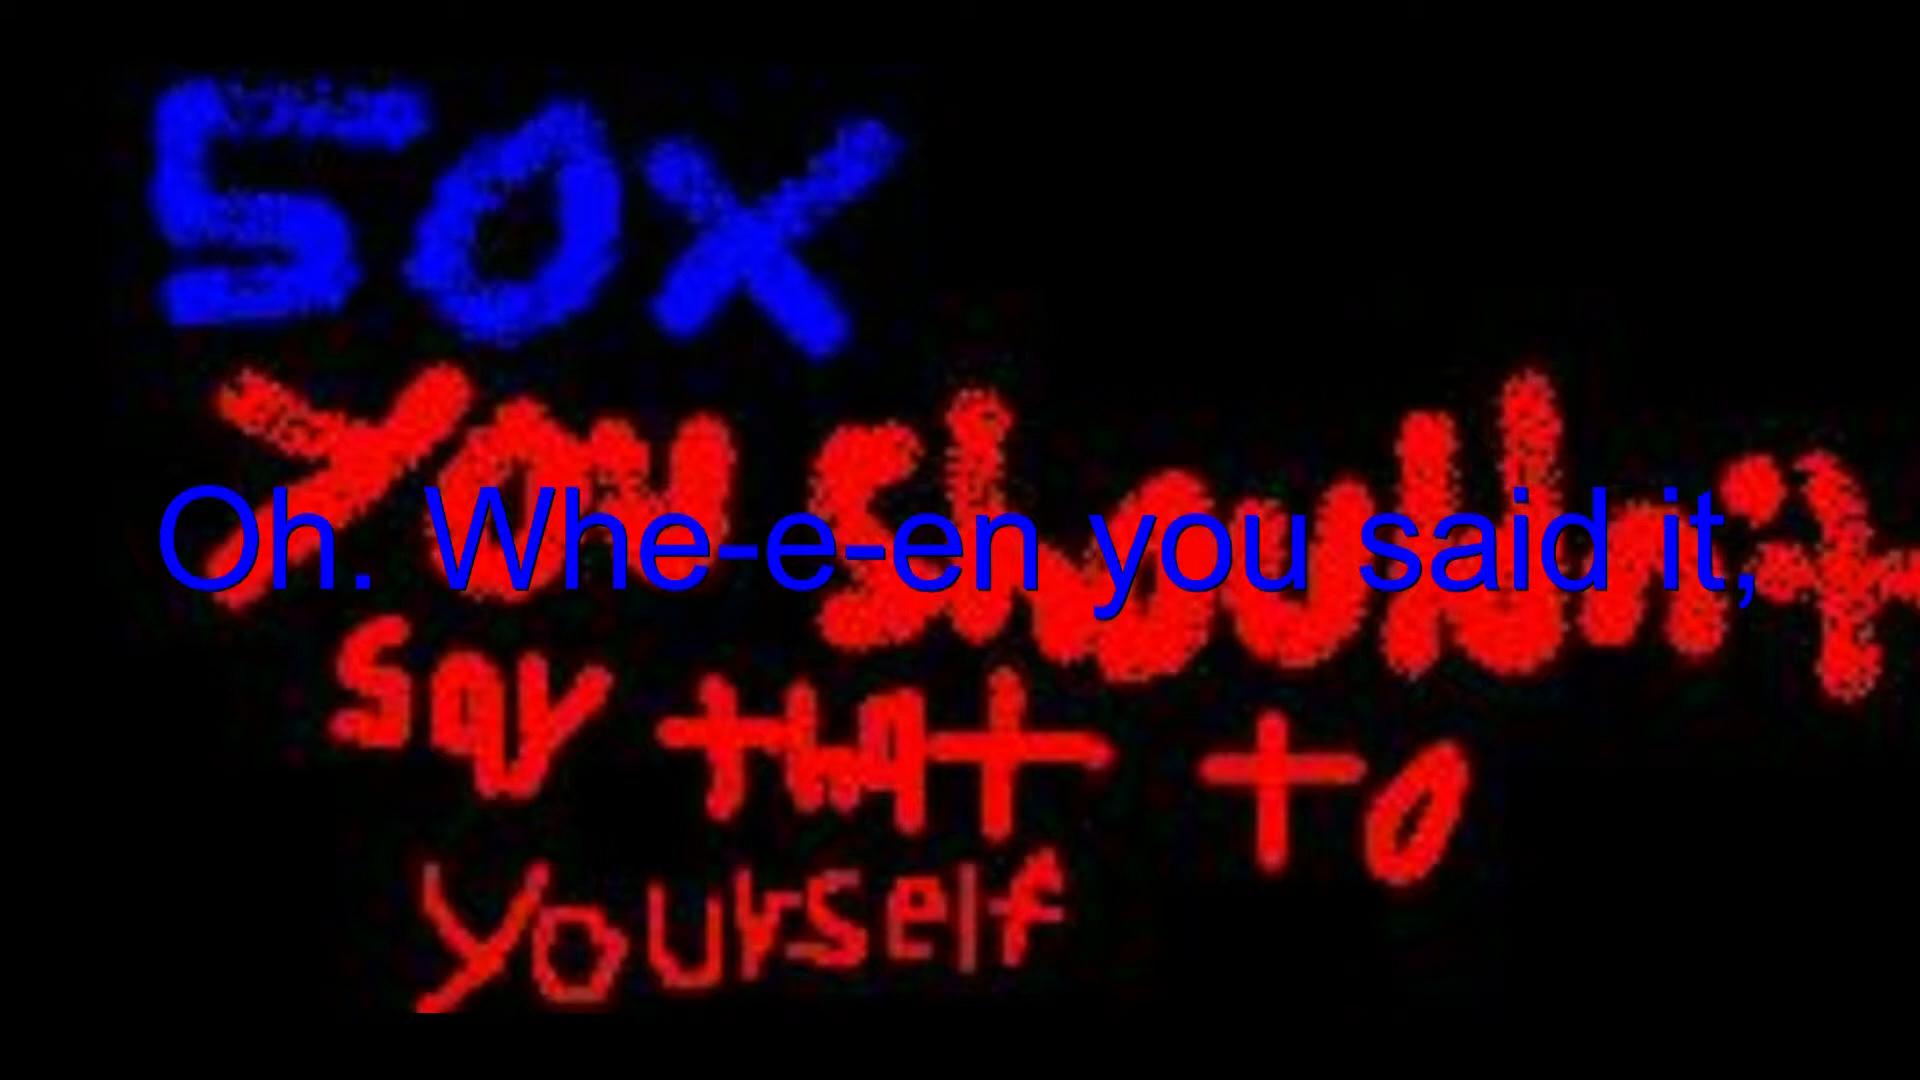 50X
You shouldn't
Oh. Whe-e-en you said it,
say that to
yourself